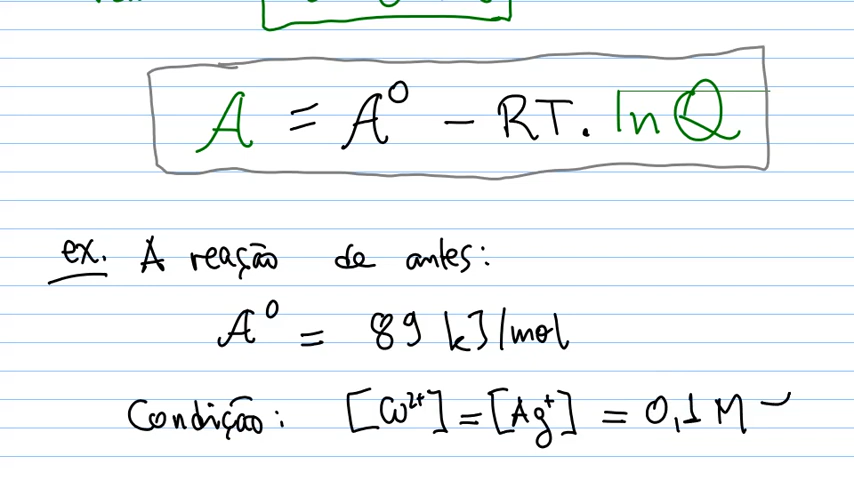 A = A⁰ – RT. ln Q
ex. A reação de antes:
A⁰ = 89 kJ/mol
Condição: [Cu²⁺] = [Ag⁺] = 0,1 M